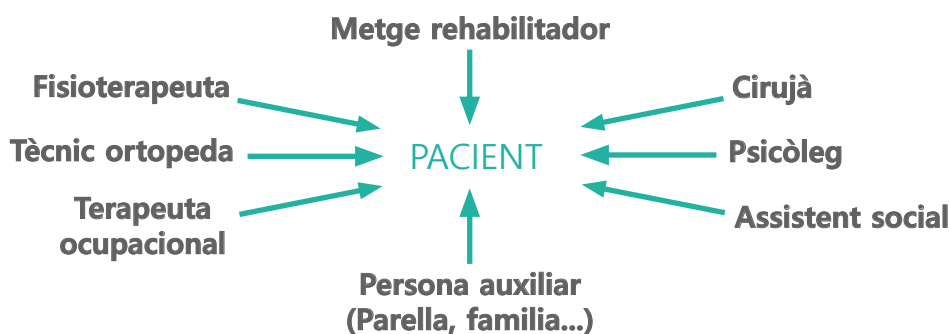 Metge rehabilitador
Fisioterapeuta
Cirujà
Tècnic ortopeda
PACIENT
Psicòleg
Terapeuta
ocupacional
Assistent social
Persona auxiliar
(Parella, familia...)